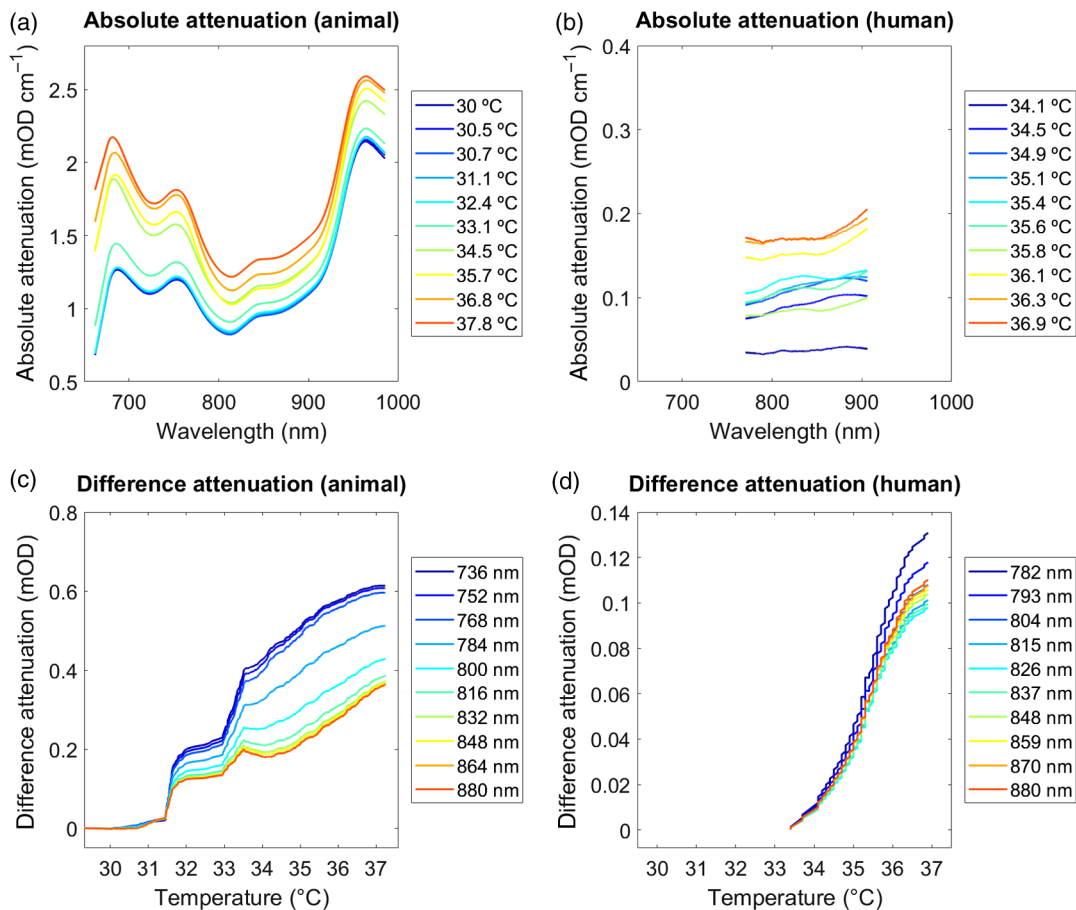 (a) Absolute attenuation (animal)
Absolute attenuation (mOD cm⁻¹)
2.5
2
1.5
1
0.5
700 800 900 1000
Wavelength (nm)
30 ºC
30.5 ºC
30.7 ºC
31.1 ºC
32.4 ºC
33.1 ºC
34.5 ºC
35.7 ºC
36.8 ºC
37.8 ºC
(b) Absolute attenuation (human)
Absolute attenuation (mOD cm⁻¹)
0.4
0.3
0.2
0.1
0
700 800 900 1000
Wavelength (nm)
34.1 ºC
34.5 ºC
34.9 ºC
35.1 ºC
35.4 ºC
35.6 ºC
35.8 ºC
36.1 ºC
36.3 ºC
36.9 ºC
(c) Difference attenuation (animal)
Difference attenuation (mOD)
0.8
0.6
0.4
0.2
0
30 31 32 33 34 35 36 37
Temperature (°C)
736 nm
752 nm
768 nm
784 nm
800 nm
816 nm
832 nm
848 nm
864 nm
880 nm
(d) Difference attenuation (human)
Difference attenuation (mOD)
0.14
0.12
0.1
0.08
0.06
0.04
0.02
0
30 31 32 33 34 35 36 37
Temperature (°C)
782 nm
793 nm
804 nm
815 nm
826 nm
837 nm
848 nm
859 nm
870 nm
880 nm